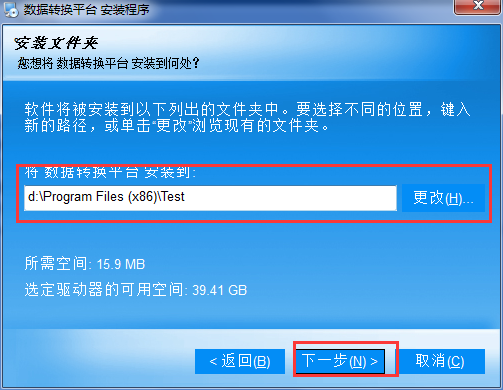 数据转换平台 安装程序
安装文件夹
您想将 数据转换平台 安装到何处?
软件将被安装到以下列出的文件夹中。要选择不同的位置，键入
新的路径，或单击“更改”浏览现有的文件夹。
将 数据转换平台 安装到:
d:\Program Files (x86)\Test
更改(H)...
所需空间: 15.9 MB
选定驱动器的可用空间: 39.41 GB
< 返回(B)
下一步(N) >
取消(C)